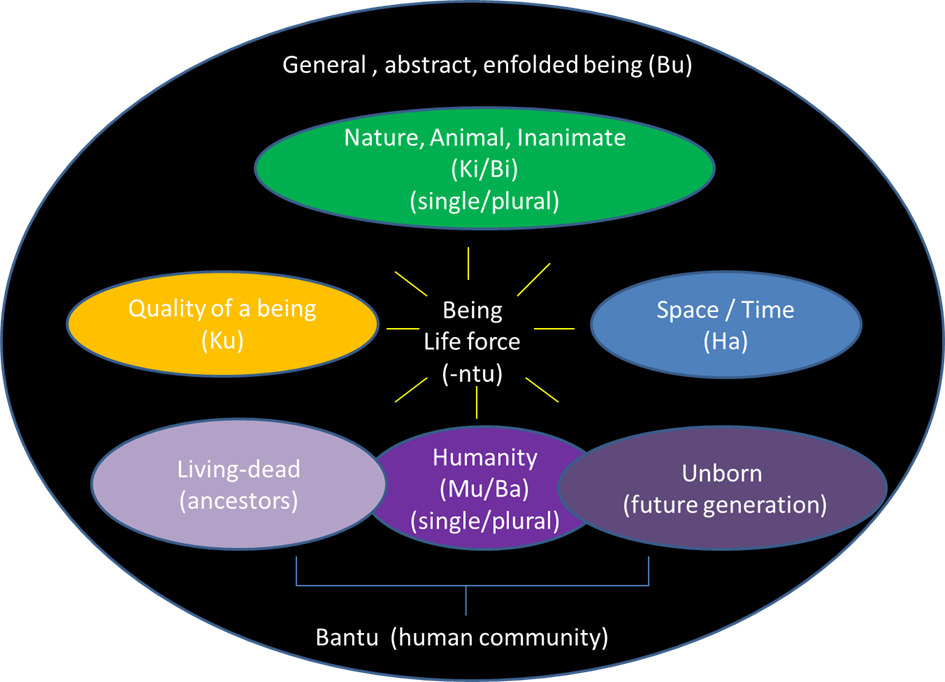 General , abstract, enfolded being (Bu)
Nature, Animal, Inanimate
(Ki/Bi)
(single/plural)
Quality of a being
(Ku)
Being
Life force
(-ntu)
Space / Time
(Ha)
Living-dead
(ancestors)
Humanity
(Mu/Ba)
(single/plural)
Unborn
(future generation)
Bantu (human community)